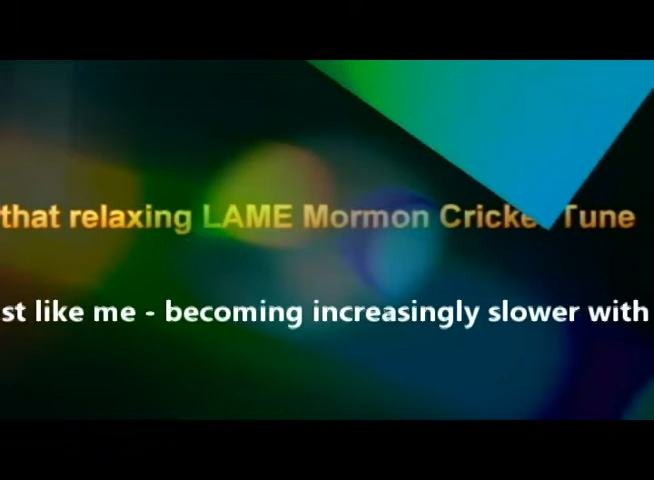 that relaxing LAME Mormon Cricket Tune
st like me - becoming increasingly slower with